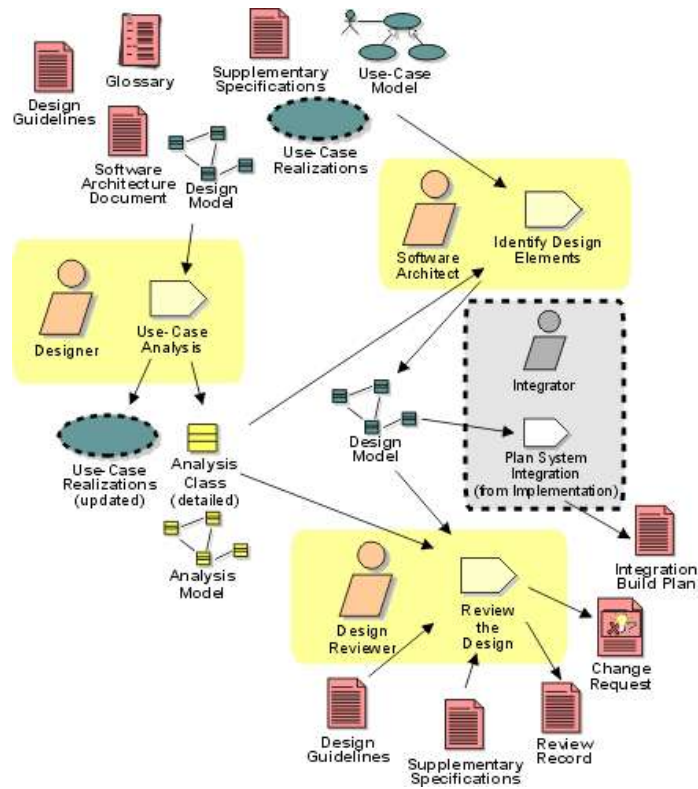 Design
Guidelines
Glossary
Supplementary
Specifications
Use-Case
Model
Software
Architecture
Document
Design
Model
Use-Case
Realizations
Software
Architect
Identify Design
Elements
Designer
Use-Case
Analysis
Integrator
Plan System
Integration
(from Implementation)
Design
Model
Use-Case
Realizations
(updated)
Analysis
Class
(detailed)
Analysis
Model
Integration
Build Plan
Design
Reviewer
Review
the
Design
Change
Request
Design
Guidelines
Supplementary
Specifications
Review
Record